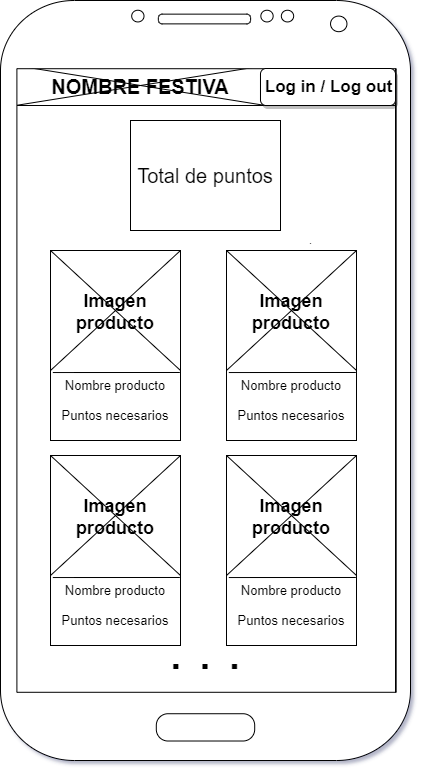 NOMBRE FESTIVA
Log in / Log out
Total de puntos
Imagen
producto
Nombre producto
Puntos necesarios
Imagen
producto
Nombre producto
Puntos necesarios
Imagen
producto
Nombre producto
Puntos necesarios
Imagen
producto
Nombre producto
Puntos necesarios
. . .